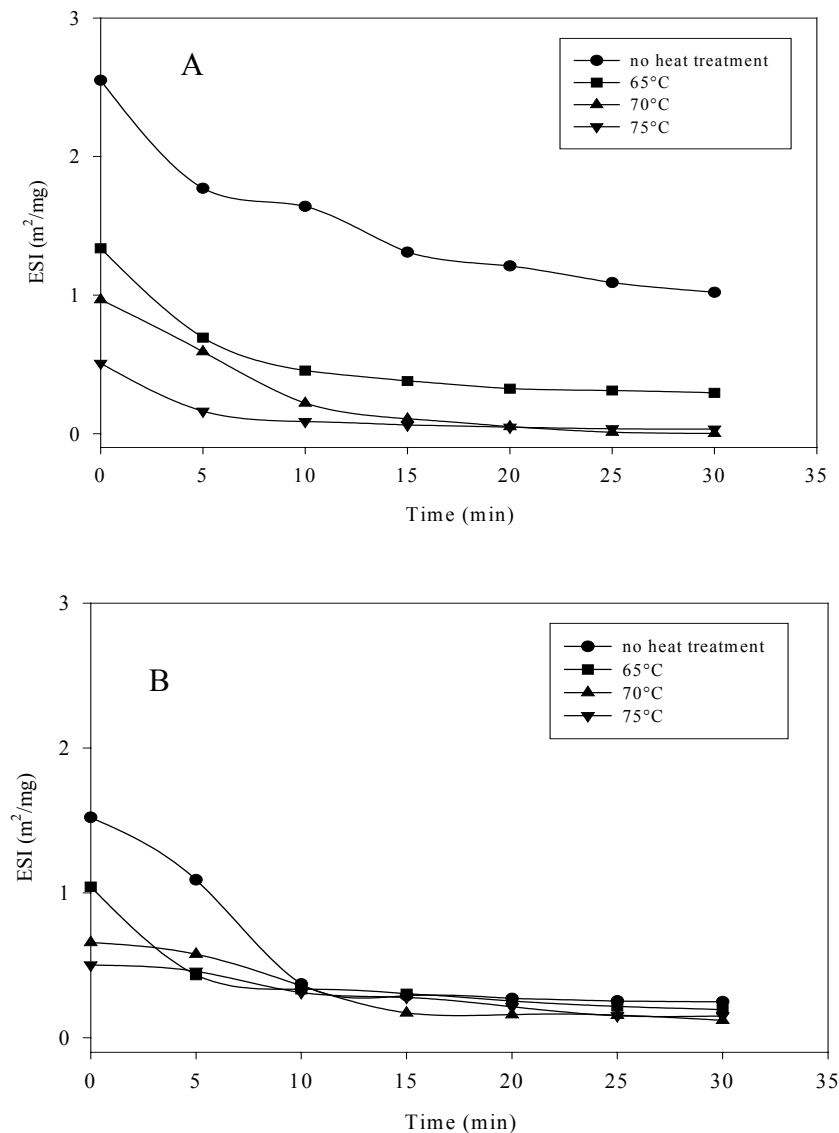 3
A
no heat treatment
65°C
70°C
75°C
2
ESI (m²/mg)
1
0
0 5 10 15 20 25 30 35
Time (min)
3
B
no heat treatment
65°C
70°C
75°C
2
ESI (m²/mg)
1
0
0 5 10 15 20 25 30 35
Time (min)